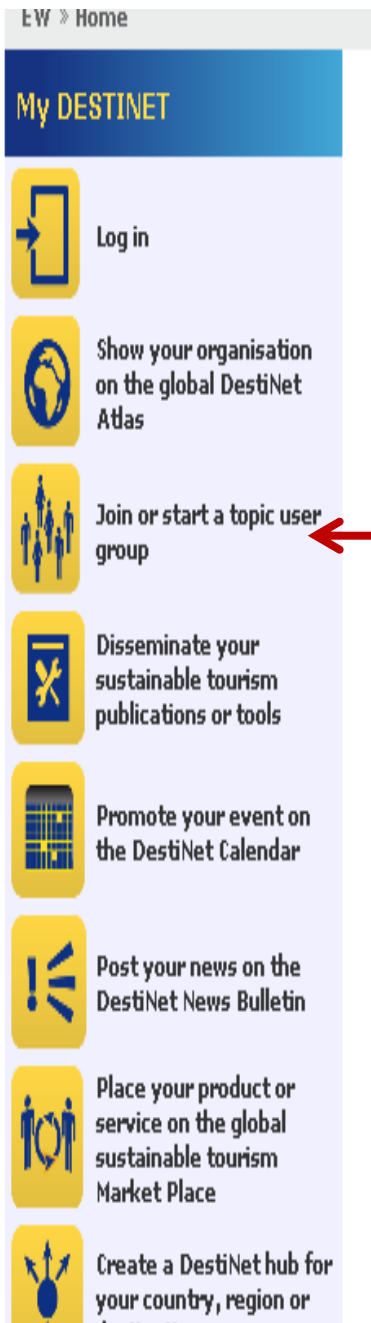 EW » Home
My DESTINET
Log in
Show your organisation
on the global DestiNet
Atlas
Join or start a topic user
group
Disseminate your
sustainable tourism
publications or tools
Promote your event on
the DestiNet Calendar
Post your news on the
DestiNet News Bulletin
Place your product or
service on the global
sustainable tourism
Market Place
Create a DestiNet hub for
your country, region or